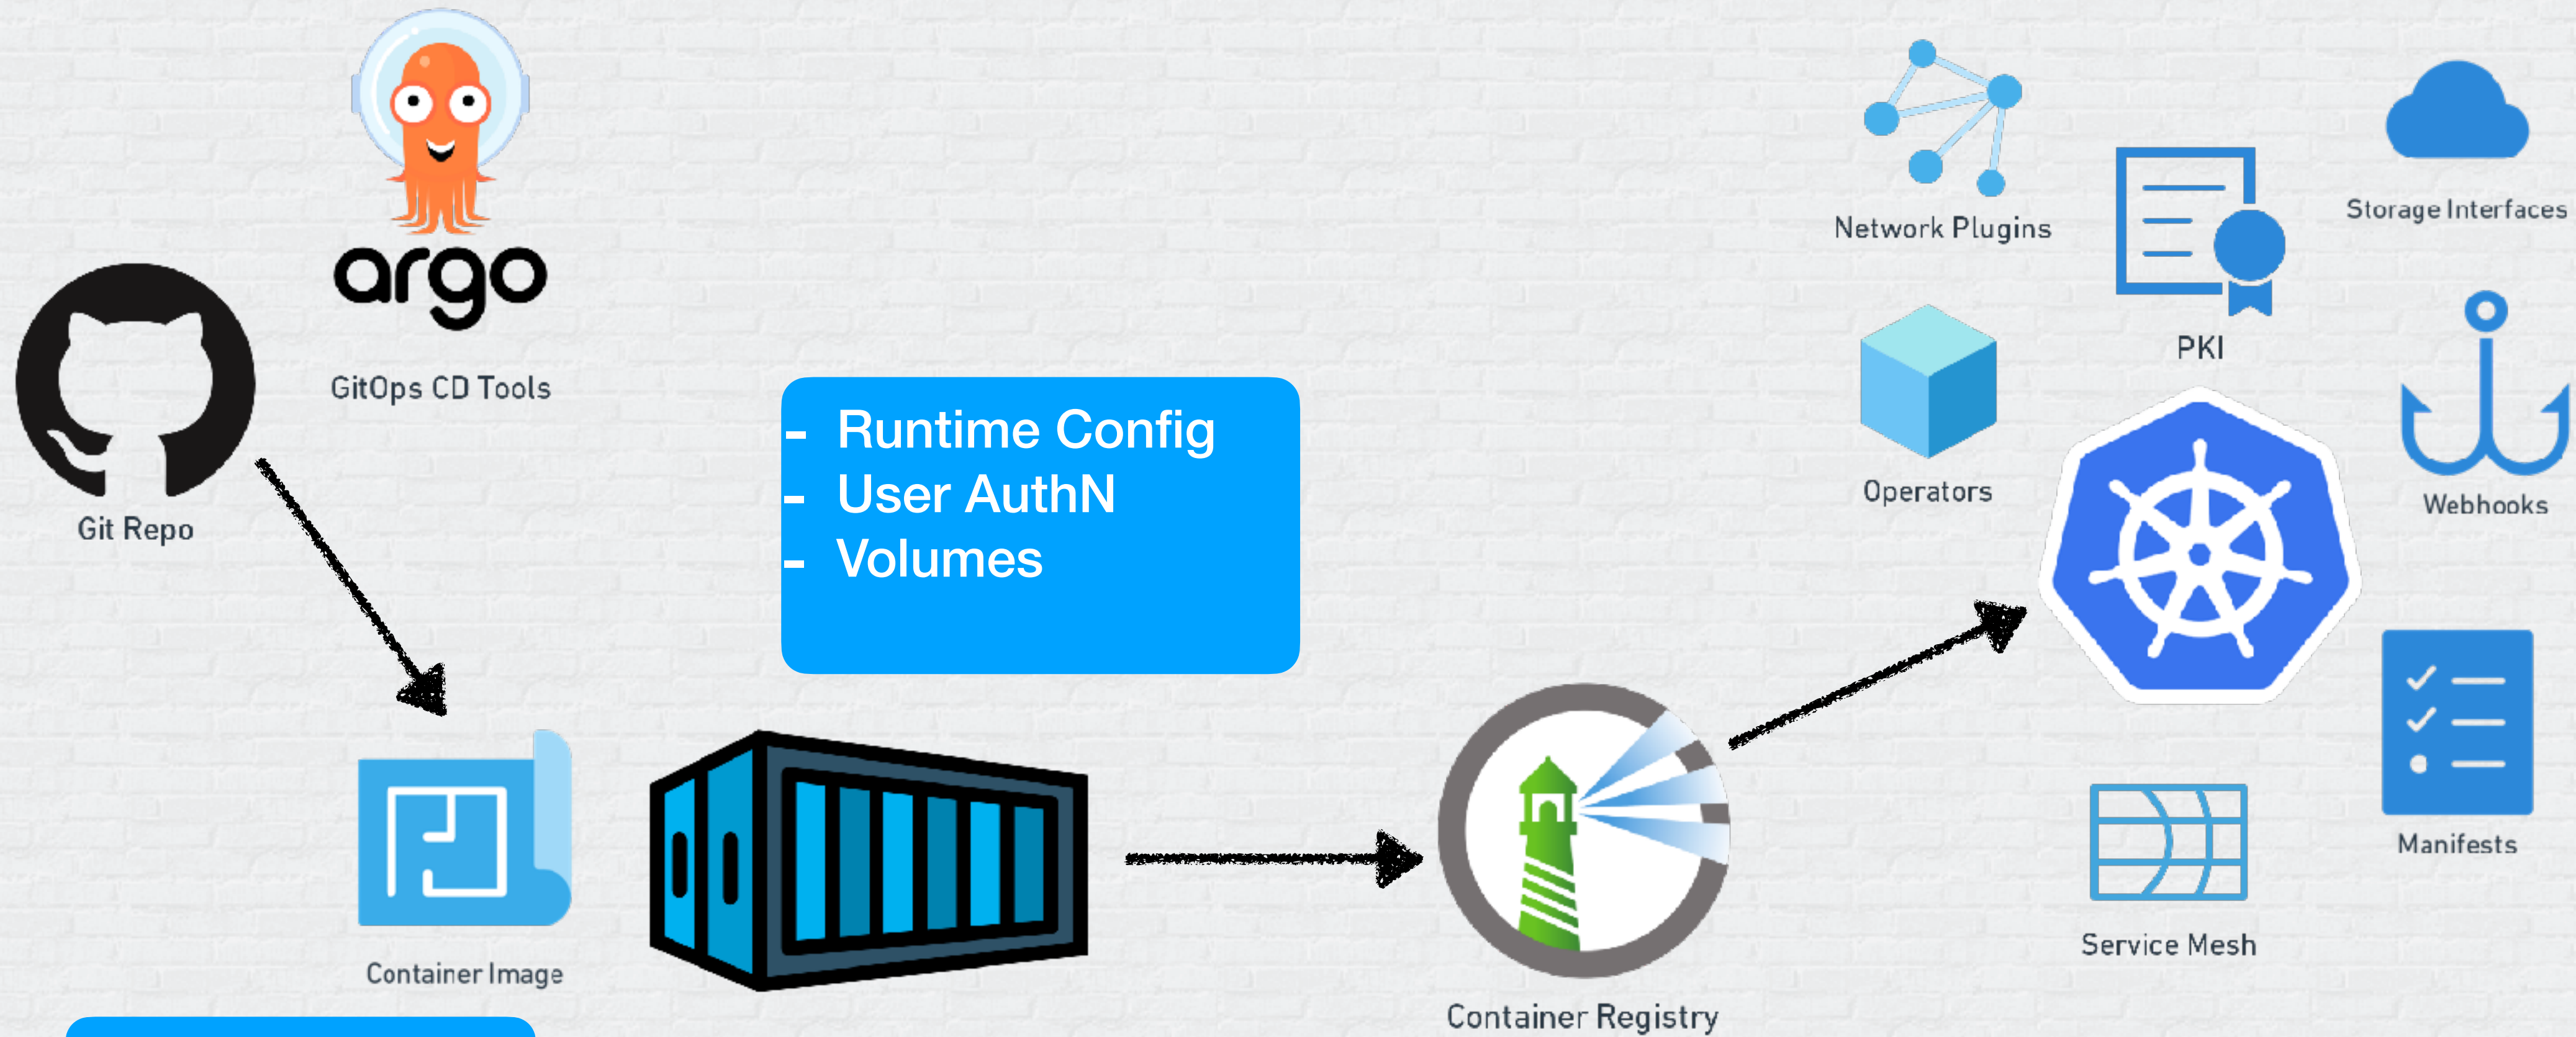 argo
GitOps CD Tools
Git Repo
- Runtime Config
- User AuthN
- Volumes
Container Image
Container Registry
Network Plugins
Storage Interfaces
PKI
Operators
Webhooks
Manifests
Service Mesh